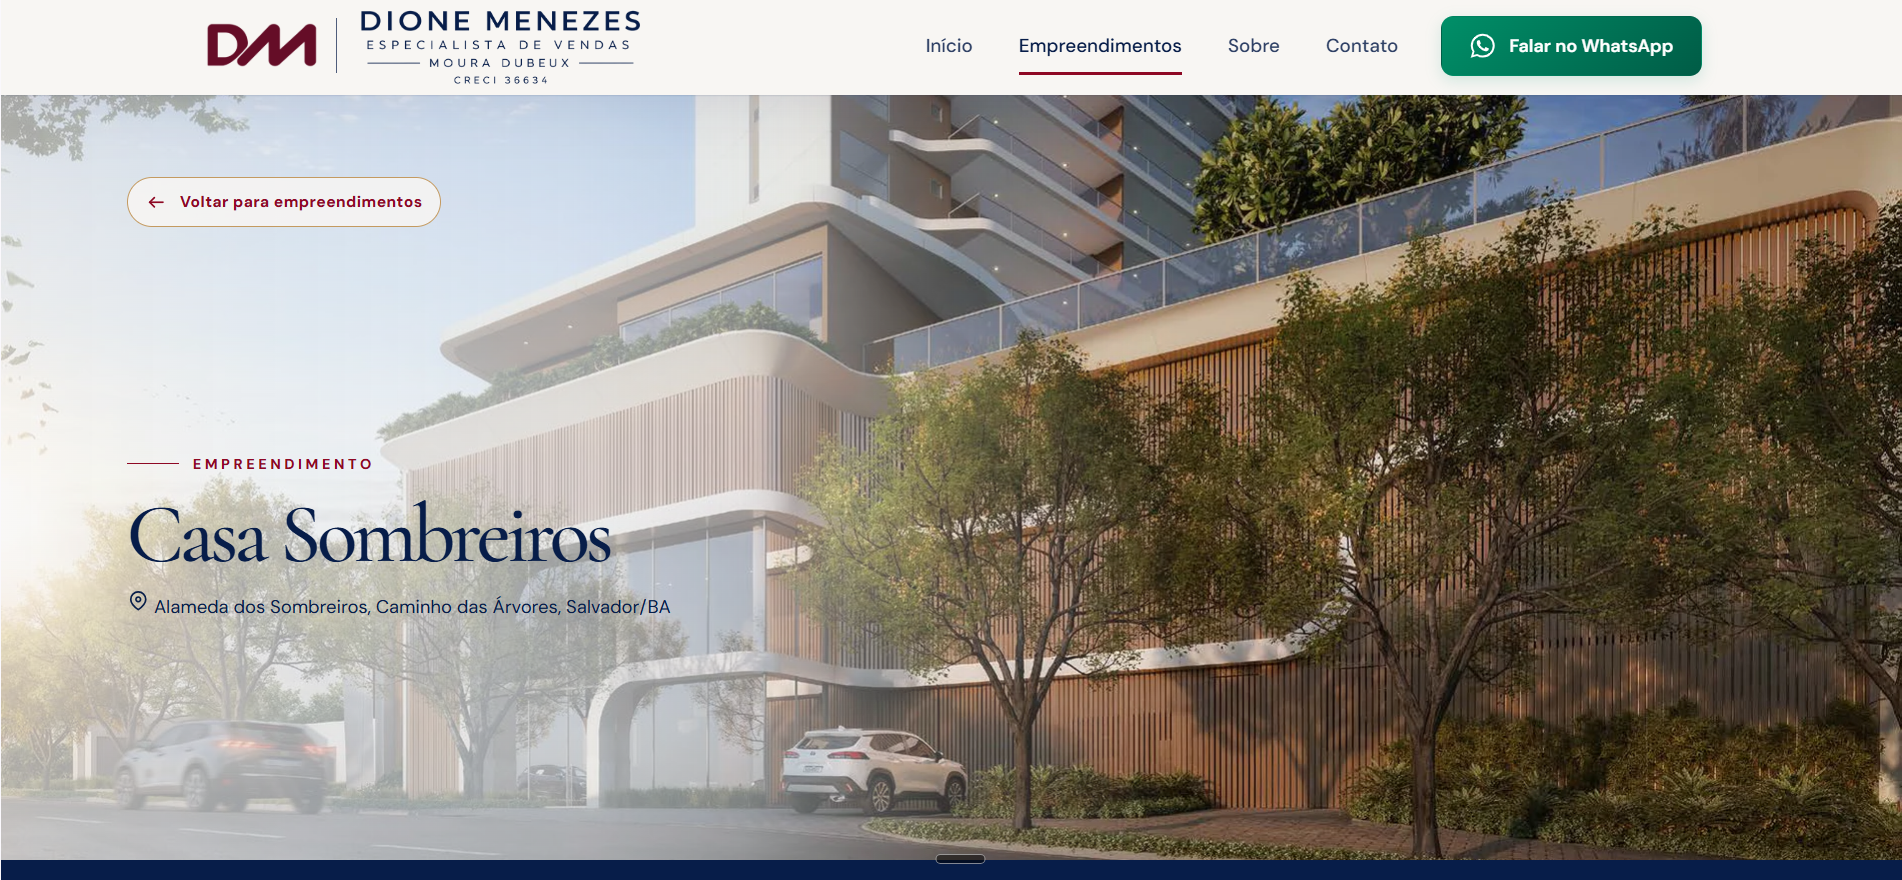 DM
DIONE MENEZES
ESPECIALISTA DE VENDAS
MOURA DUBEUX
CRECI 36634
Início
Empreendimentos
Sobre
Contato
Falar no WhatsApp
Voltar para empreendimentos
EMPREENDIMENTO
Casa Sombreiros
Alameda dos Sombreiros, Caminho das Árvores, Salvador/BA